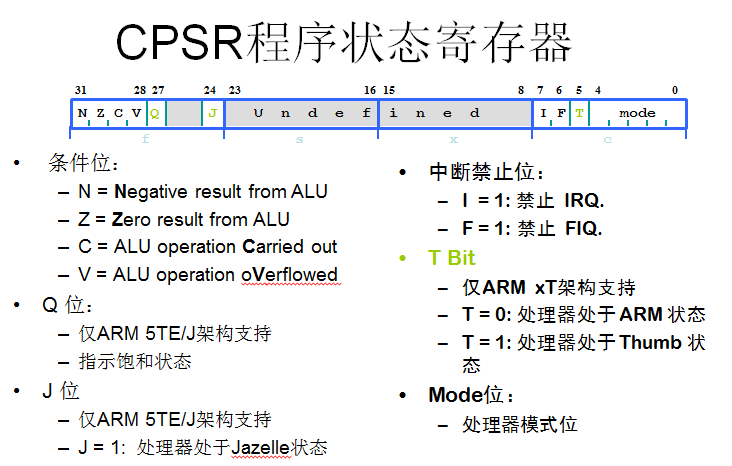 CPSR程序状态寄存器
31 28 27 24 23 16 15 8 7 6 5 4 0
N Z C V Q J U n d e f i n e d I F T mode
f s x c
• 条件位：
– N = Negative result from ALU
– Z = Zero result from ALU
– C = ALU operation Carried out
– V = ALU operation oVerflowed
• Q 位：
– 仅ARM 5TE/J架构支持
– 指示饱和状态
• J 位
– 仅ARM 5TE/J架构支持
– J = 1: 处理器处于Jazelle状态
• 中断禁止位：
– I = 1: 禁止 IRQ.
– F = 1: 禁止 FIQ.
• T Bit
– 仅ARM xT架构支持
– T = 0: 处理器处于 ARM 状态
– T = 1: 处理器处于 Thumb 状
态
• Mode位：
– 处理器模式位